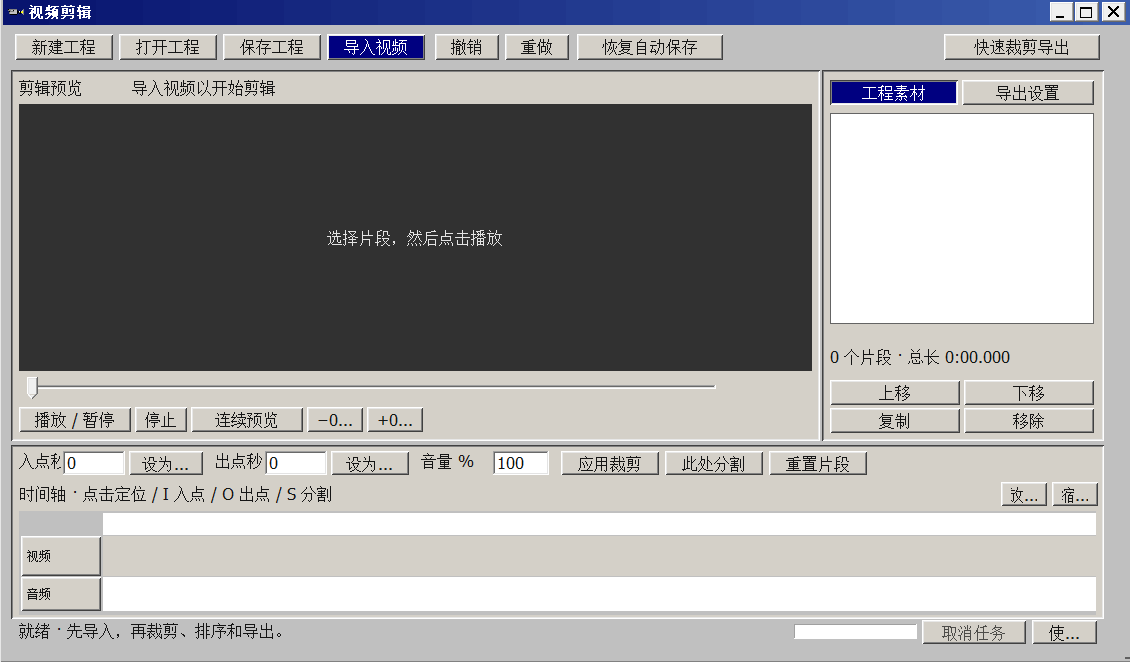 视频剪辑
新建工程 打开工程 保存工程 导入视频 撤销 重做 恢复自动保存 快速裁剪导出
剪辑预览 导入视频以开始剪辑
工程素材 导出设置
选择片段，然后点击播放
0 个片段 · 总长 0:00.000
上移 下移
播放 / 暂停 停止 连续预览 −0... +0...
复制 移除
入点秒 0 设为... 出点秒 0 设为... 音量 % 100 应用裁剪 此处分割 重置片段
时间轴 · 点击定位 / I 入点 / O 出点 / S 分割
视频
音频
就绪 · 先导入，再裁剪、排序和导出。 取消任务 使...